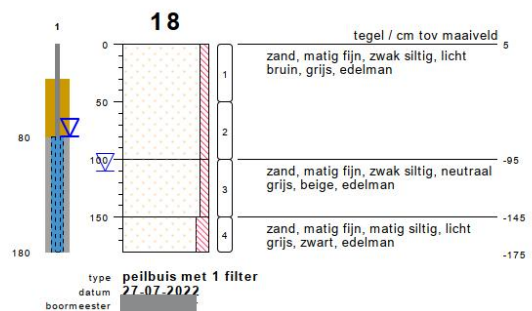 18
1
tegel / cm tov maaiveld
0
5
zand, matig fijn, zwak siltig, licht
bruin, grijs, edelman
1
50
2
80
100
-95
zand, matig fijn, zwak siltig, neutraal
grijs, beige, edelman
3
150
-145
zand, matig fijn, matig siltig, licht
grijs, zwart, edelman
4
180
-175
type peilbuis met 1 filter
datum 27-07-2022
boormeester